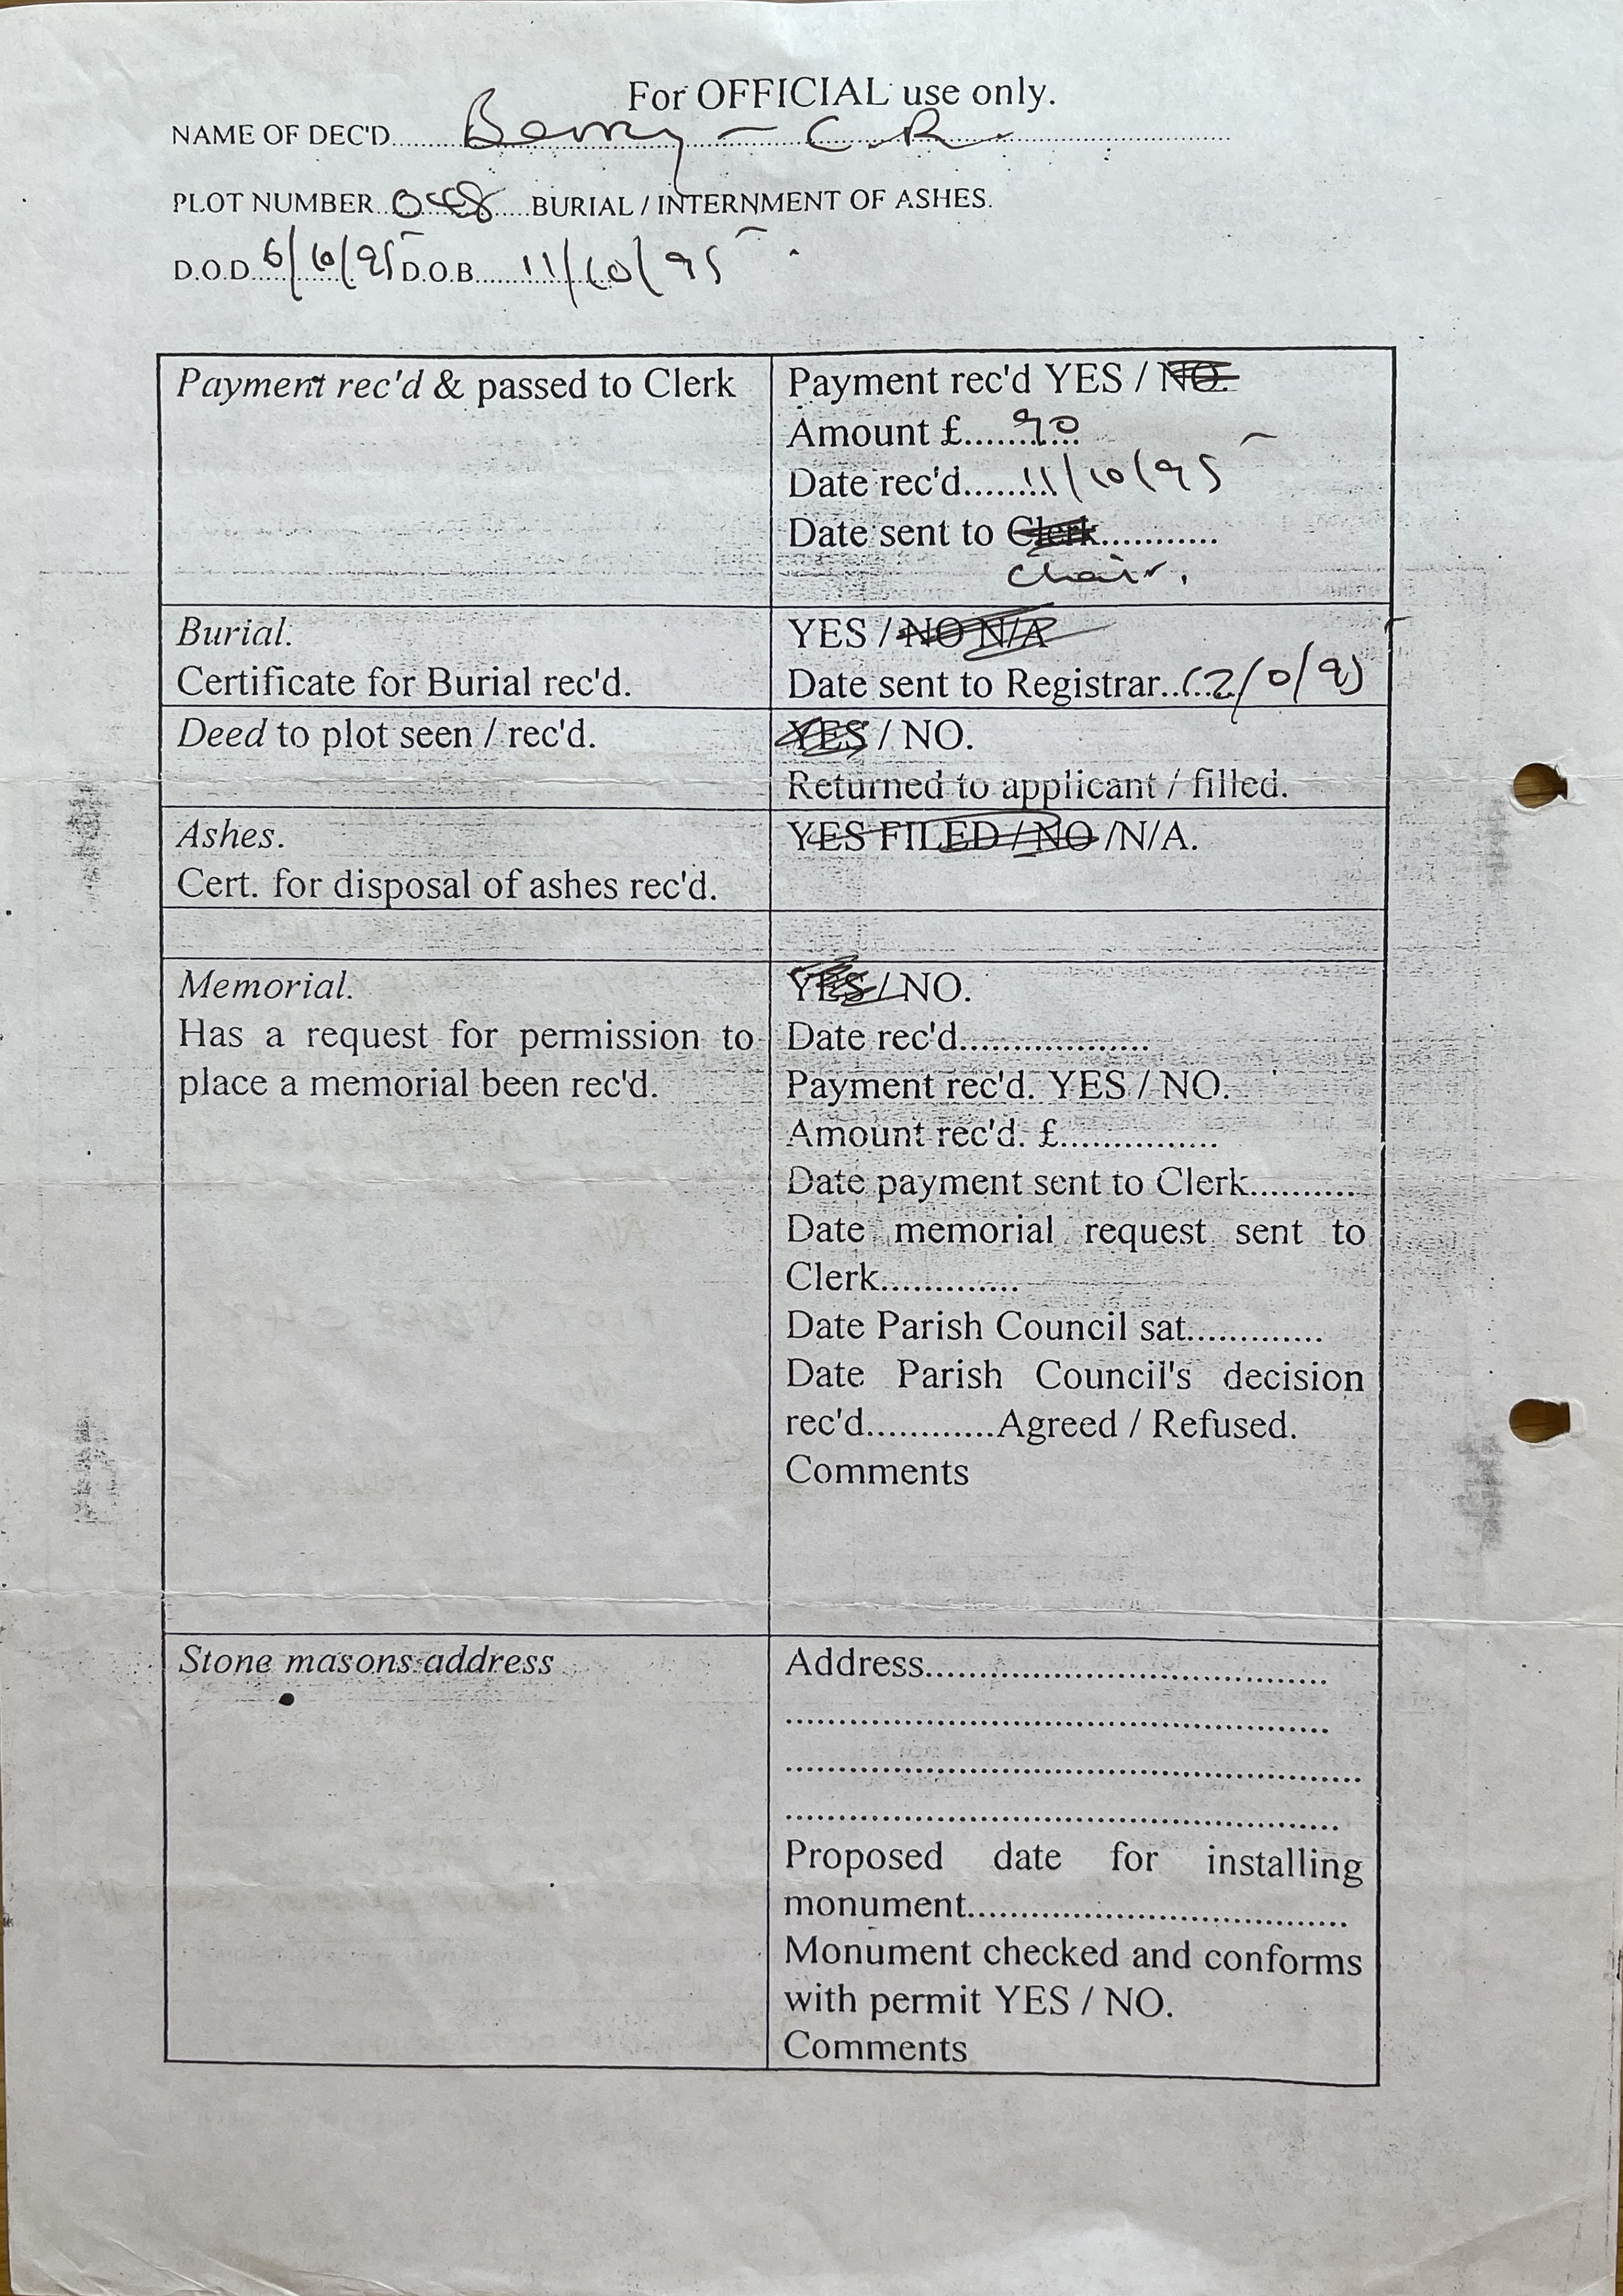 For OFFICIAL use only.
NAME OF DEC'D.......Berry - C.R.......
PLOT NUMBER.........BURIAL / INTERNMENT OF ASHES.
D.O.D. 6/10/95 D.O.B......11/10/95
Payment rec'd & passed to Clerk
Payment rec'd YES / NO.
Amount £......90...
Date rec'd.......11/10/95
Date sent to Clerk...........
Chair.
Burial.
Certificate for Burial rec'd.
YES / NO N/A
Date sent to Registrar.....
Deed to plot seen / rec'd.
YES / NO.
Returned to applicant / filled.
Ashes.
Cert. for disposal of ashes rec'd.
YES FILED / NO /N/A.
Memorial.
Has a request for permission to
place a memorial been rec'd.
YES / NO.
Date rec'd...................
Payment rec'd. YES / NO.
Amount rec'd. £...............
Date payment sent to Clerk..........
Date memorial request sent to
Clerk.............
Date Parish Council sat.............
Date Parish Council's decision
rec'd............Agreed / Refused.
Comments
Stone masons address
Address......................................
....................................................
.......................................................
.....................................................
Proposed date for installing
monument....................................
Monument checked and conforms
with permit YES / NO.
Comments